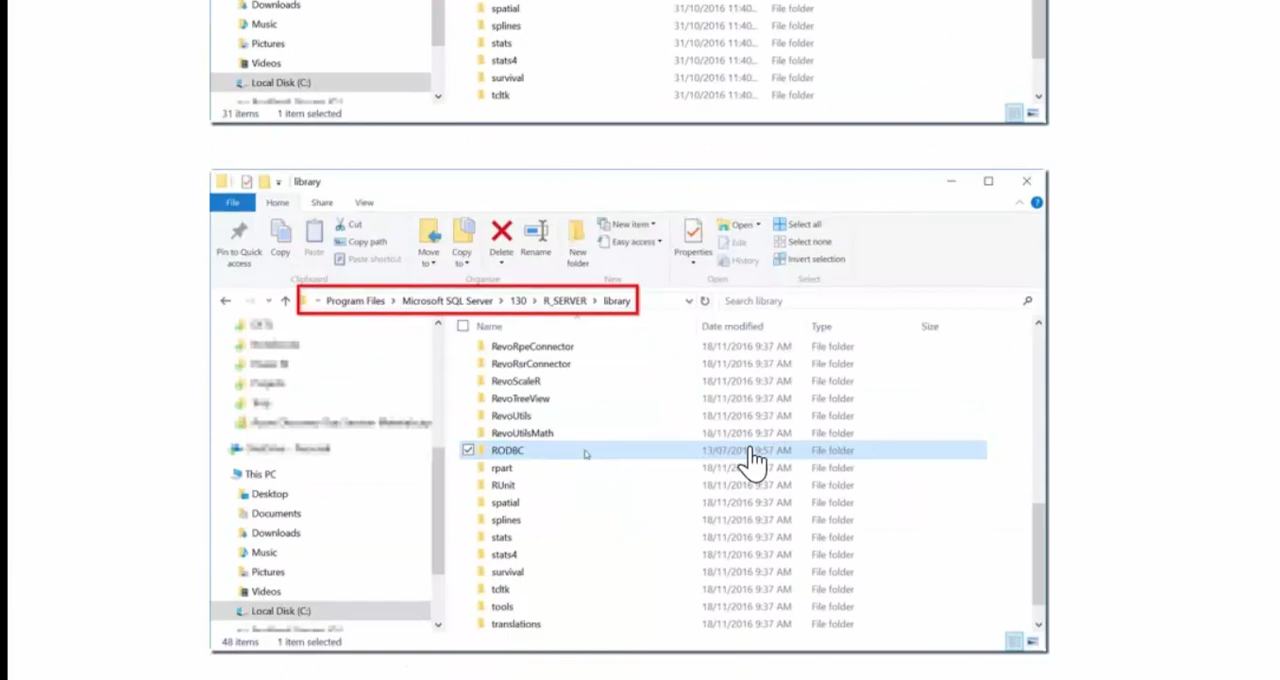 Downloads
spatial 31/10/2016 11:40... File folder
Music
splines 31/10/2016 11:40... File folder
Pictures
stats 31/10/2016 11:40... File folder
Videos
stats4 31/10/2016 11:40... File folder
Local Disk (C:)
survival 31/10/2016 11:40... File folder
tcltk 31/10/2016 11:40... File folder
31 items 1 item selected
library
File Home Share View
Pin to Quick access
Copy
Paste
Cut
Copy path
Paste shortcut
Clipboard
Move to
Copy to
Delete
Rename
Organize
New folder
New item
Easy access
New
Properties
Open
Edit
History
Open
Select all
Select none
Invert selection
Select
Program Files > Microsoft SQL Server > 130 > R_SERVER > library
Search library
Name Date modified Type Size
RevoRpeConnector 18/11/2016 9:37 AM File folder
RevoRsrConnector 18/11/2016 9:37 AM File folder
RevoScaleR 18/11/2016 9:37 AM File folder
RevoTreeView 18/11/2016 9:37 AM File folder
RevoUtils 18/11/2016 9:37 AM File folder
RevoUtilsMath 18/11/2016 9:37 AM File folder
RODBC 9:57 AM File folder
rpart 9:37 AM File folder
RUnit 18/11/2016 9:37 AM File folder
spatial 18/11/2016 9:37 AM File folder
splines 18/11/2016 9:37 AM File folder
stats 18/11/2016 9:37 AM File folder
stats4 18/11/2016 9:37 AM File folder
survival 18/11/2016 9:37 AM File folder
tcltk 18/11/2016 9:37 AM File folder
tools 18/11/2016 9:37 AM File folder
translations 18/11/2016 9:37 AM File folder
This PC
Desktop
Documents
Downloads
Music
Pictures
Videos
Local Disk (C:)
48 items 1 item selected